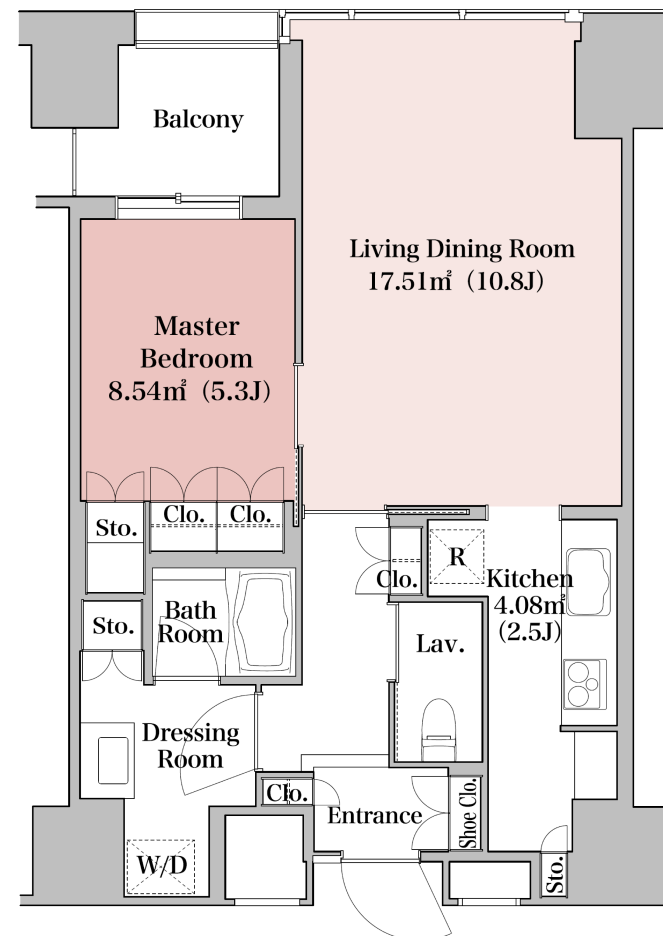 Balcony
Living Dining Room
17.51㎡ (10.8J)
Master
Bedroom
8.54㎡ (5.3J)
Sto.
Clo.
Clo.
Clo.
R
Kitchen
4.08㎡
(2.5J)
Sto.
Bath
Room
Lav.
Dressing
Room
Clo.
Entrance
Shoe Clo.
W/D
Sto.